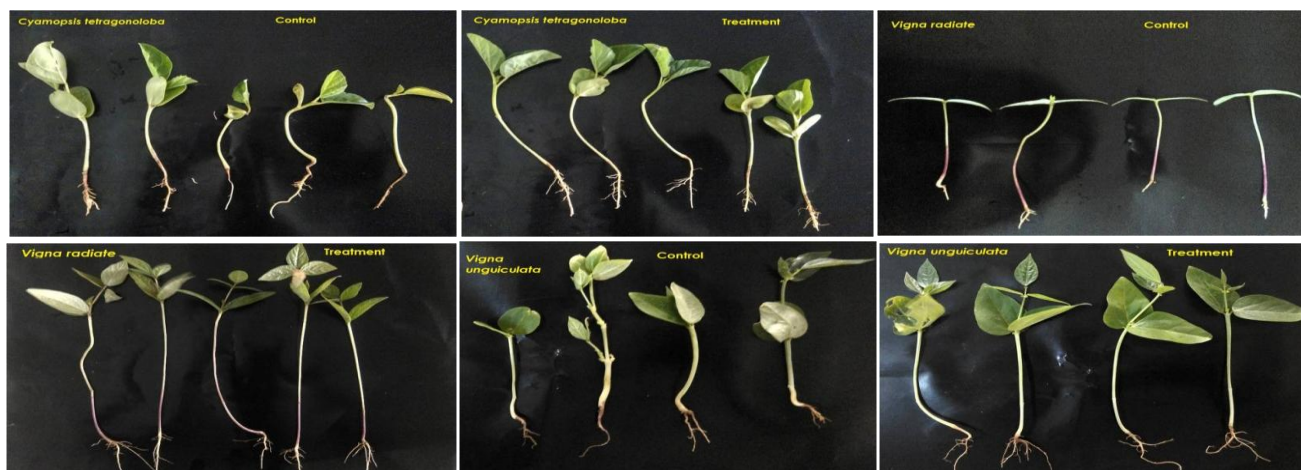 Cyamopsis tetragonoloba Control
Cyamopsis tetragonoloba Treatment
Vigna radiate Control
Vigna radiate Treatment
Vigna
unguiculata Control
Vigna unguiculata Treatment